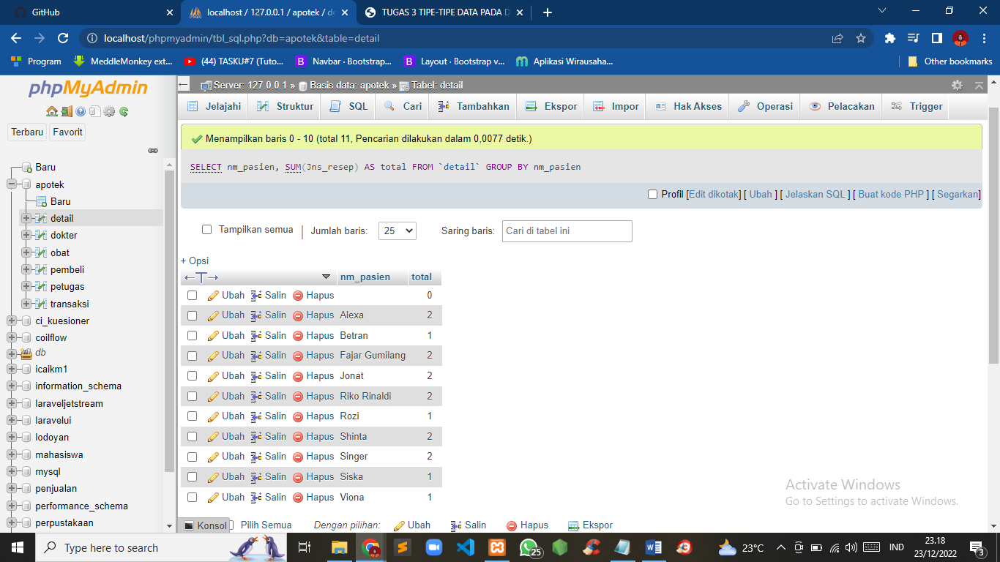 GitHub
localhost / 127.0.0.1 / apotek / de
TUGAS 3 TIPE-TIPE DATA PADA D
localhost/phpmyadmin/tbl_sql.php?db=apotek&table=detail
Program
MeddleMonkey ext...
(44) TASKU#7 (Tuto...
Navbar · Bootstrap...
Layout · Bootstrap v...
Aplikasi Wirausaha...
Other bookmarks
phpMyAdmin
Terbaru
Favorit
Baru
apotek
Baru
detail
dokter
obat
pembeli
petugas
transaksi
ci_kuesioner
coilflow
db
icaikm1
information_schema
laraveljetstream
laravelui
lodoyan
mahasiswa
mysql
penjualan
performance_schema
perpustakaan
Server: 127.0.0.1 » Basis data: apotek » Tabel: detail
Jelajahi
Struktur
SQL
Cari
Tambahkan
Ekspor
Impor
Hak Akses
Operasi
Pelacakan
Trigger
Menampilkan baris 0 - 10 (total 11, Pencarian dilakukan dalam 0,0077 detik.)
SELECT nm_pasien, SUM(Jns_resep) AS total FROM `detail` GROUP BY nm_pasien
Profil [Edit dikotak] [ Ubah ] [ Jelaskan SQL ] [ Buat kode PHP ] [ Segarkan]
Tampilkan semua
Jumlah baris:
25
Saring baris:
Cari di tabel ini
+ Opsi
nm_pasien total
Ubah Salin Hapus 0
Ubah Salin Hapus Alexa 2
Ubah Salin Hapus Betran 1
Ubah Salin Hapus Fajar Gumilang 2
Ubah Salin Hapus Jonat 2
Ubah Salin Hapus Riko Rinaldi 2
Ubah Salin Hapus Rozi 1
Ubah Salin Hapus Shinta 2
Ubah Salin Hapus Singer 2
Ubah Salin Hapus Siska 1
Ubah Salin Hapus Viona 1
Konsol
Pilih Semua
Dengan pilihan:
Ubah
Salin
Hapus
Ekspor
Activate Windows
Go to Settings to activate Windows.
Type here to search
25
23°C
IND
23.18
23/12/2022
3